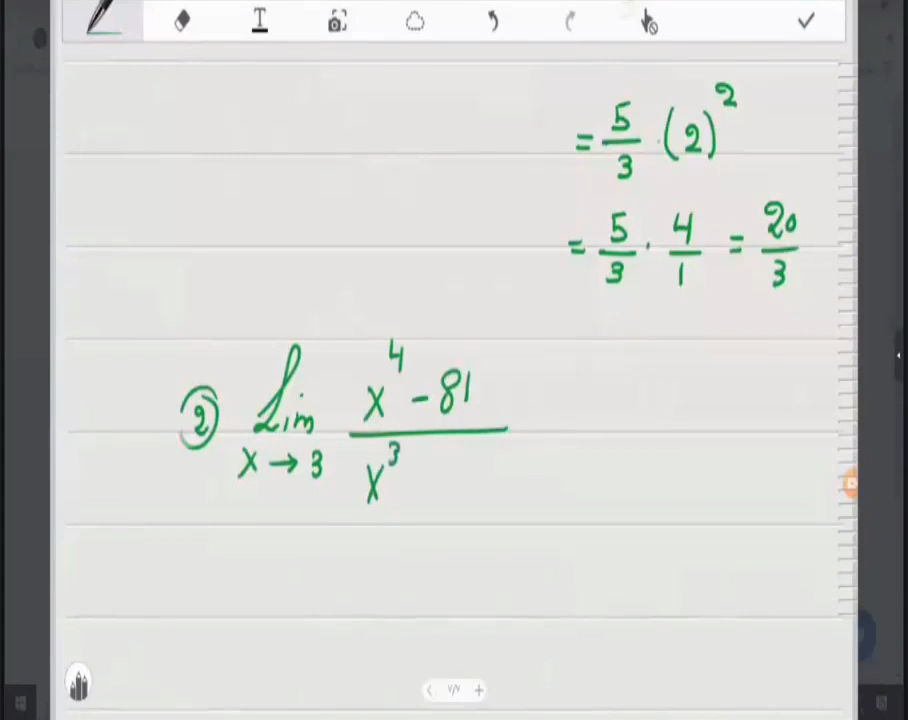 T
= 5/3 · (2)^2
= 5/3 · 4/1 = 20/3
② Lim x→3 (x^4 - 81)/(x^3